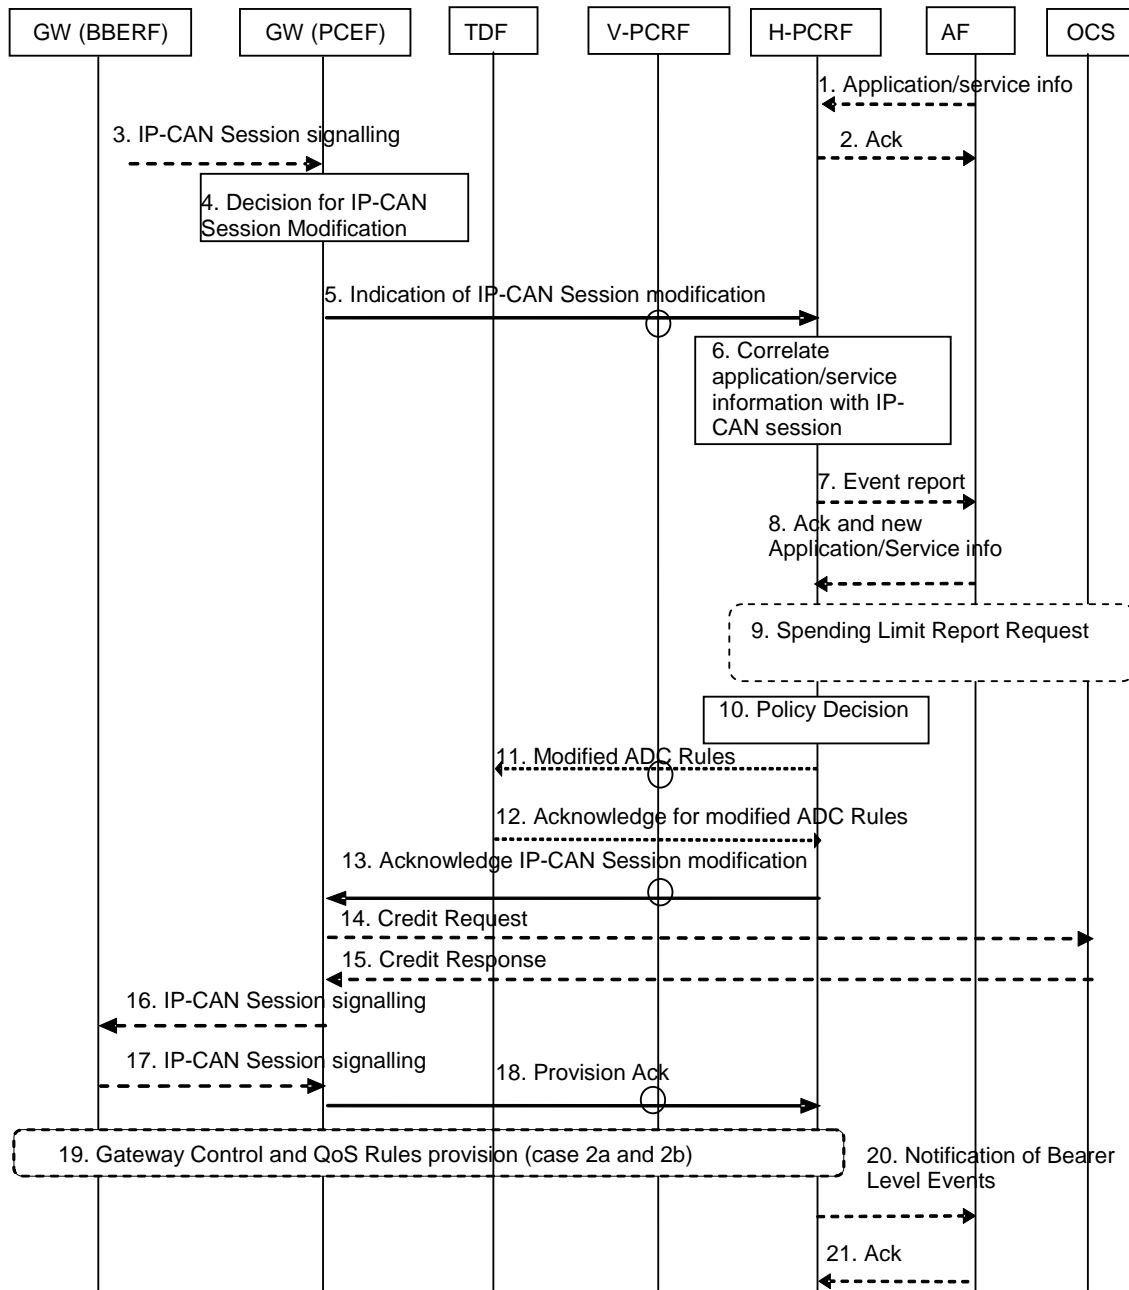 GW (BBERF)
GW (PCEF)
TDF
V-PCRF
H-PCRF
AF
OCS
1. Application/service info
2. Ack
3. IP-CAN Session signalling
4. Decision for IP-CAN
Session Modification
5. Indication of IP-CAN Session modification
6. Correlate
application/service
information with IP-
CAN session
7. Event report
8. Ack and new
Application/Service info
9. Spending Limit Report Request
10. Policy Decision
11. Modified ADC Rules
12. Acknowledge for modified ADC Rules
13. Acknowledge IP-CAN Session modification
14. Credit Request
15. Credit Response
16. IP-CAN Session signalling
17. IP-CAN Session signalling
18. Provision Ack
19. Gateway Control and QoS Rules provision (case 2a and 2b)
20. Notification of Bearer
Level Events
21. Ack